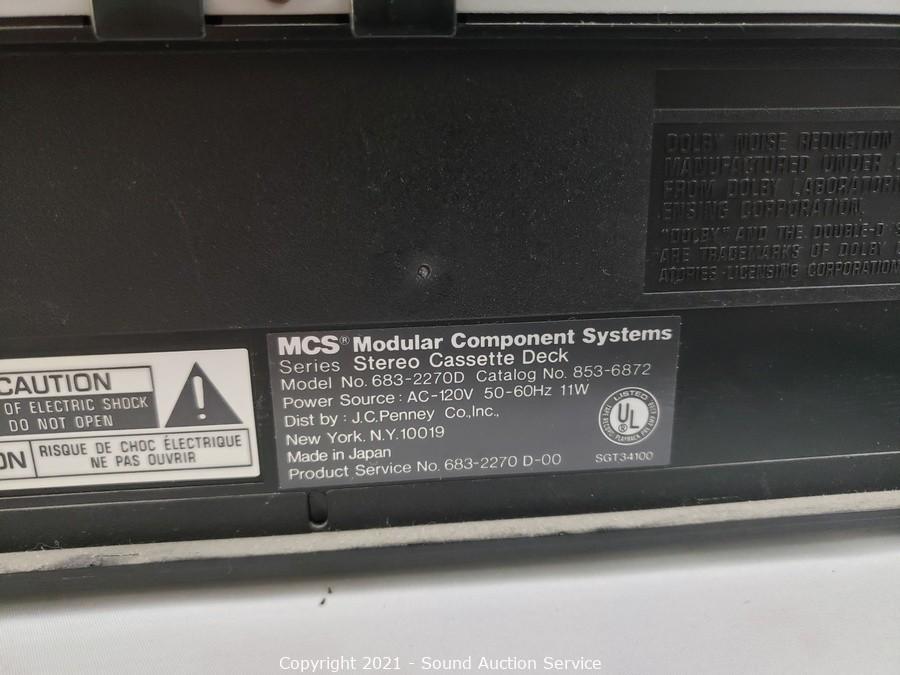 DOLBY NOISE REDUCTION
MANUFACTURED UNDER
FROM DOLBY
ENSING CORPORATION.
"DOLBY" AND THE DOUBLE-D
ARE TRADEMARKS OF DOLBY
ATORIES LICENSING CORPORATION
MCS® Modular Component Systems
Series Stereo Cassette Deck
Model No. 683-2270D Catalog No. 853-6872
Power Source: AC-120V 50-60Hz 11W
Dist by: J.C.Penney Co.,Inc.,
New York. N.Y.10019
Made in Japan
Product Service No. 683-2270 D-00
UL®
SGT34100
CAUTION
OF ELECTRIC SHOCK
DO NOT OPEN
RISQUE DE CHOC ÉLECTRIQUE
NE PAS OUVRIR
Copyright 2021 - Sound Auction Service